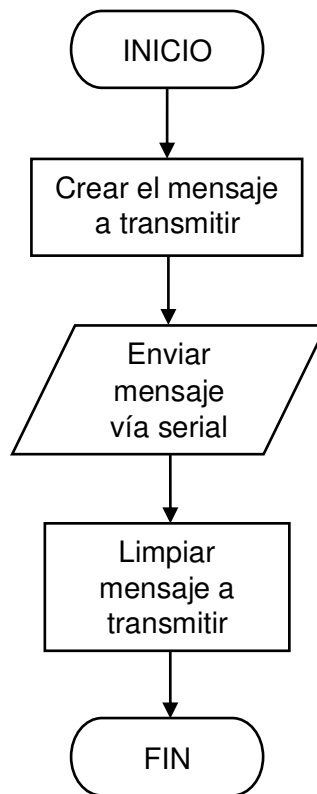 INICIO
Crear el mensaje
a transmitir
Enviar
mensaje
vía serial
Limpiar
mensaje a
transmitir
FIN